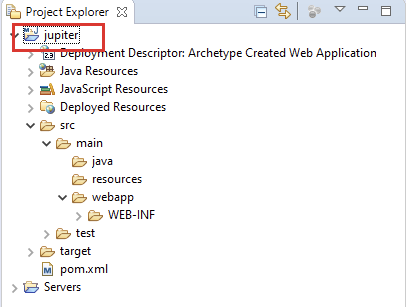 Project Explorer
jupiter
Deployment Descriptor: Archetype Created Web Application
Java Resources
JavaScript Resources
Deployed Resources
src
main
java
resources
webapp
WEB-INF
test
target
pom.xml
Servers